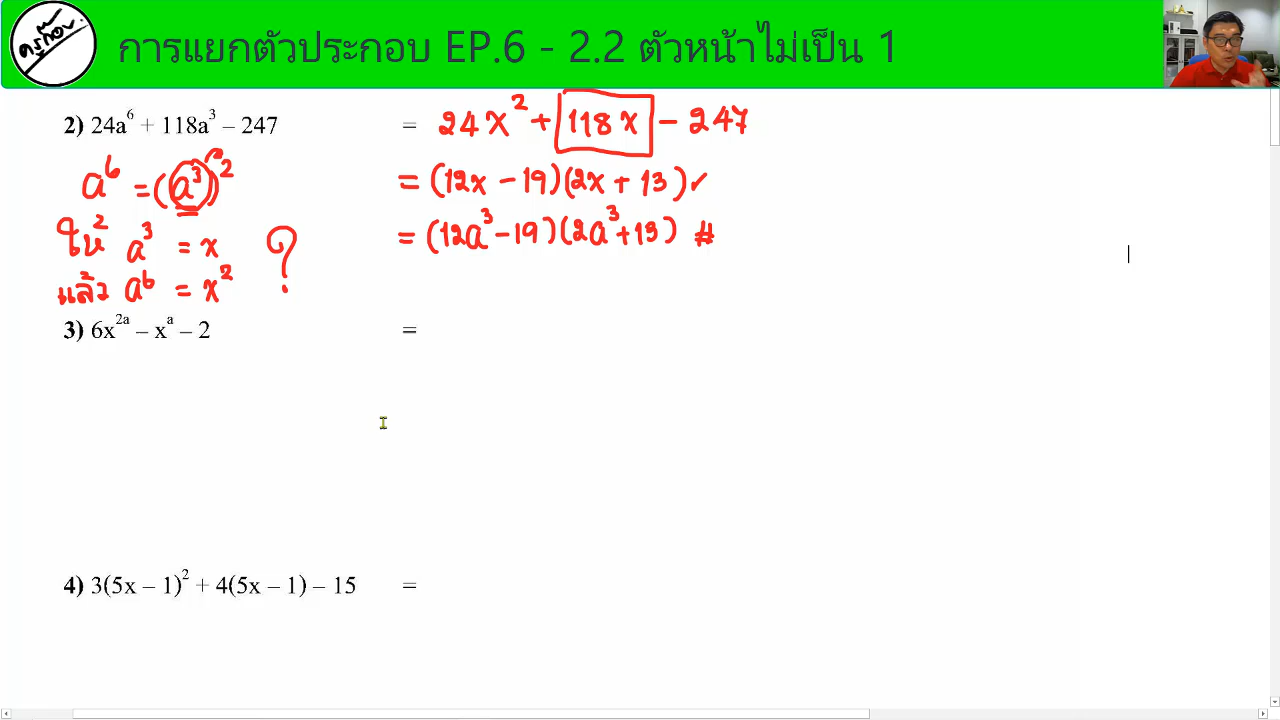 ครูก๊อบ
การแยกตัวประกอบ EP.6 - 2.2 ตัวหน้าไม่เป็น 1
2) 24a⁶ + 118a³ – 247 = 24x² + 118x - 247
a⁶ = (a³)² = (12x - 19)(2x + 13) ✓
ให้ a³ = x ? = (12a³ - 19)(2a³ + 13) #
แล้ว a⁶ = x²
3) 6x²ᵃ – xᵃ – 2 =
4) 3(5x – 1)² + 4(5x – 1) – 15 =